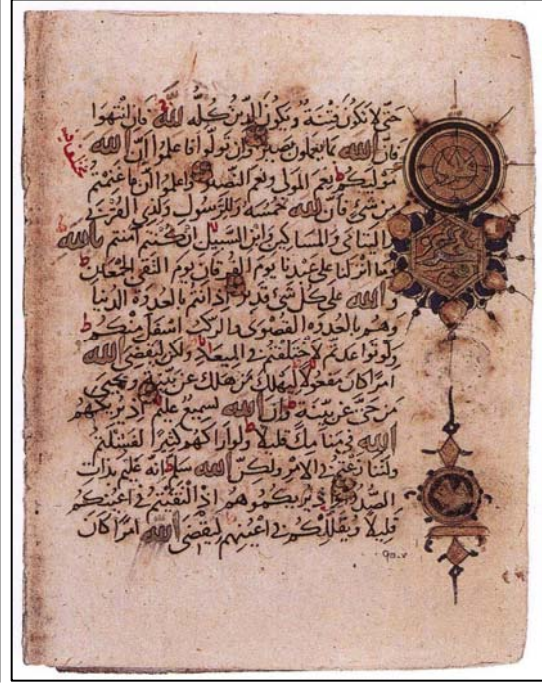 حتى لا تكون فتنة ويكون الدين كله لله فان انتهوا
فان الله بما يعملون بصير وان تولوا فاعلموا ان الله
موليكم نعم المولى ونعم النصير واعلموا انما غنمتم
من شئ فان لله خمسه وللرسول ولذي القربى
واليتامى والمساكين وابن السبيل ان كنتم امنتم بالله
وما انزلنا على عبدنا يوم الفرقان يوم التقى الجمعان
والله على كل شئ قدير اذ انتم بالعدوة الدنيا
وهم بالعدوة القصوى والركب اسفل منكم
ولو تواعدتم لاختلفتم في الميعاد ولكن ليقضي الله
امرا كان مفعولا ليهلك من هلك عن بينة ويحيى
من حي عن بينة وان الله لسميع عليم اذ يريكهم
الله في منامك قليلا ولو اراكهم كثيرا لفشلتم
ولتنازعتم في الامر ولكن الله سلم انه عليم بذات
الصدور واذ يريكموهم اذ التقيتم في اعينكم
قليلا ويقللكم في اعينهم ليقضي الله امرا كان